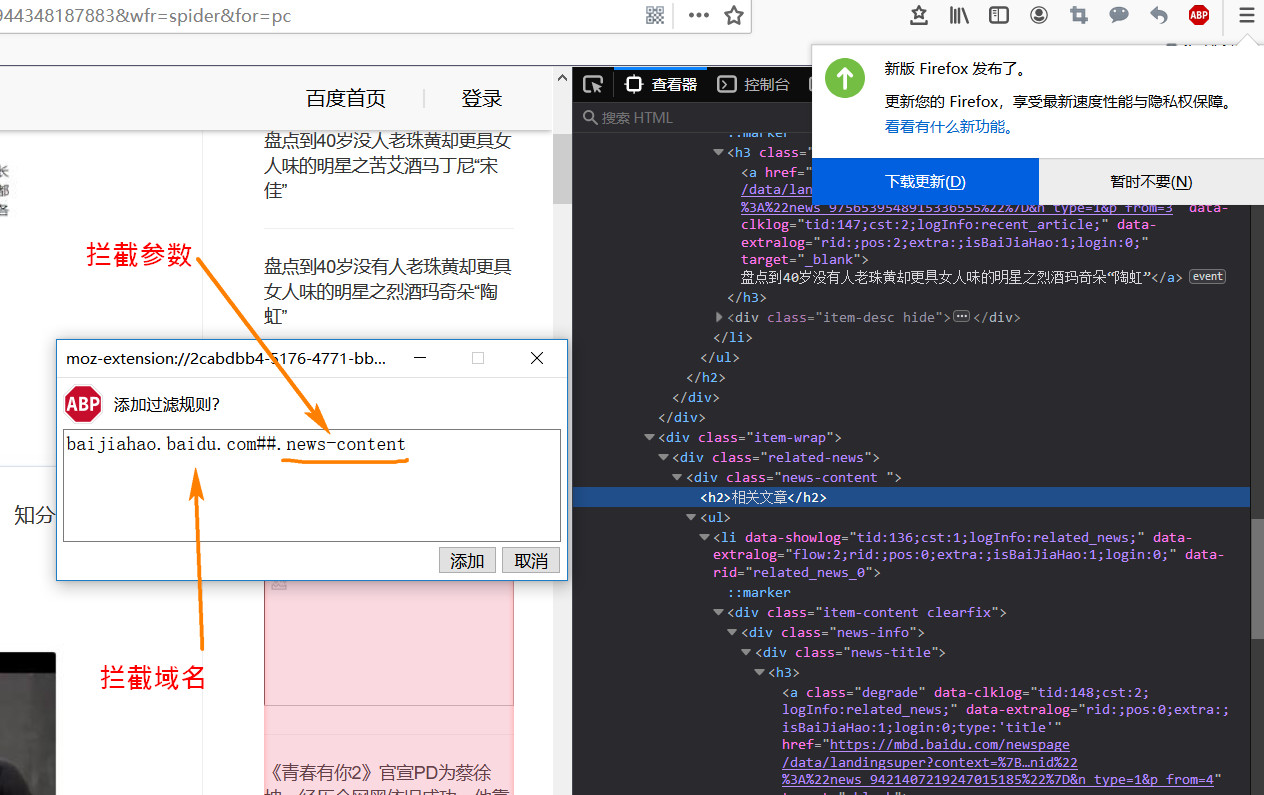 944348187883&wfr=spider&for=pc
ABP
新版 Firefox 发布了。
更新您的 Firefox，享受最新速度性能与隐私权保障。
看看有什么新功能。
下载更新(D)
暂时不要(N)
百度首页
登录
盘点到40岁没人老珠黄却更具女
人味的明星之苦艾酒马丁尼“宋
佳”
盘点到40岁没有人老珠黄却更具
女人味的明星之烈酒玛奇朵“陶
虹”
长
都
各
知分
拦截参数
moz-extension://2cabdbb4-5176-4771-bb...
ABP
添加过滤规则？
baijiahao.baidu.com##.news-content
添加
取消
拦截域名
《青春有你2》官宣PD为蔡徐
查看器
控制台
搜索 HTML
::marker
<h3 class="
<a href="
/data/lan
%3A%22news_9756539548915336555%22%7D&n_type=1&p_from=3" data-
clklog="tid:147;cst:2;logInfo:recent_article;" data-
extralog="rid:;pos:2;extra:;isBaiJiaHao:1;login:0;"
target="_blank">
盘点到40岁没有人老珠黄却更具女人味的明星之烈酒玛奇朵“陶虹”</a> event
</h3>
<div class="item-desc hide"></div>
</li>
</ul>
</h2>
</div>
</div>
<div class="item-wrap">
<div class="related-news">
<div class="news-content ">
<h2>相关文章</h2>
<ul>
<li data-showlog="tid:136;cst:1;logInfo:related_news;" data-
extralog="flow:2;rid:;pos:0;extra:;isBaiJiaHao:1;login:0;" data-
rid="related_news_0">
::marker
<div class="item-content clearfix">
<div class="news-info">
<div class="news-title">
<h3>
<a class="degrade" data-clklog="tid:148;cst:2;
logInfo:related_news;" data-extralog="rid:;pos:0;extra:;
isBaiJiaHao:1;login:0;type:'title'"
href="https://mbd.baidu.com/newspage
/data/landingsuper?context=%7B…nid%22
%3A%22news_9421407219247015185%22%7D&n_type=1&p_from=4"